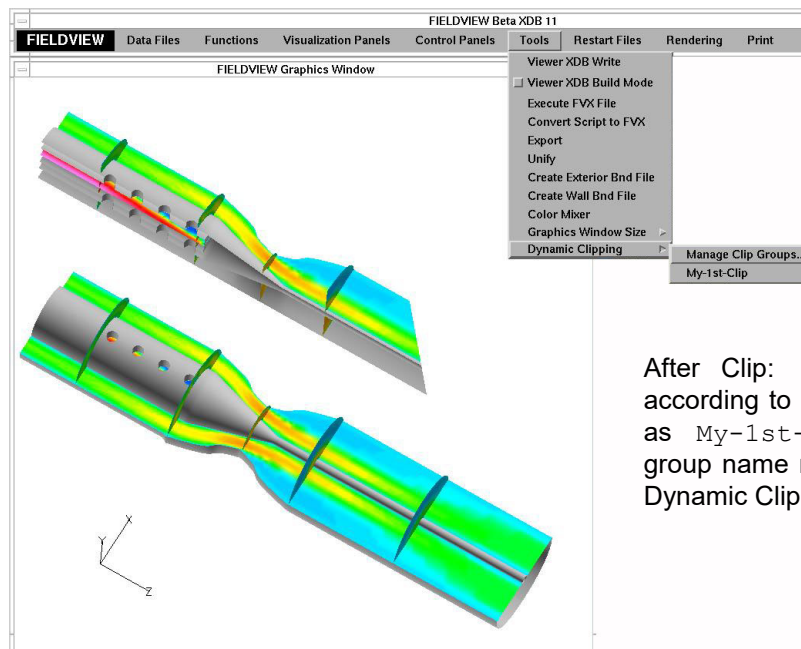 FIELDVIEW Beta XDB 11
FIELDVIEW Data Files Functions Visualization Panels Control Panels Tools Restart Files Rendering Print
FIELDVIEW Graphics Window
Viewer XDB Write
Viewer XDB Build Mode
Execute FVX File
Convert Script to FVX
Export
Unify
Create Exterior Bnd File
Create Wall Bnd File
Color Mixer
Graphics Window Size
Dynamic Clipping
Manage Clip Groups..
My-1st-Clip
After Clip:
according to
as My-1st-
group name
Dynamic Clip
X
Y
Z